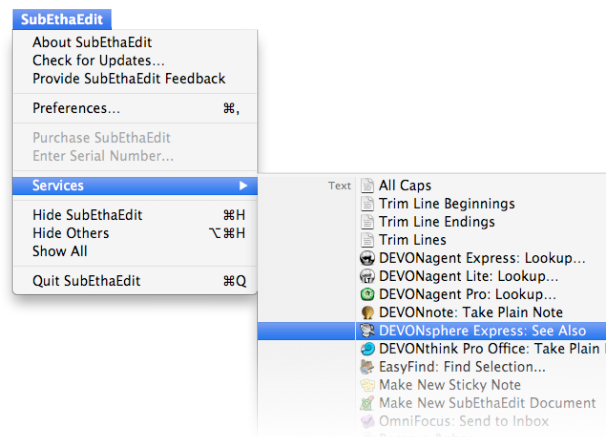 SubEthaEdit
About SubEthaEdit
Check for Updates...
Provide SubEthaEdit Feedback
Preferences... ⌘,
Purchase SubEthaEdit
Enter Serial Number...
Services ▶
Hide SubEthaEdit ⌘H
Hide Others ⌥⌘H
Show All
Quit SubEthaEdit ⌘Q
Text All Caps
Trim Line Beginnings
Trim Line Endings
Trim Lines
DEVONagent Express: Lookup...
DEVONagent Lite: Lookup...
DEVONagent Pro: Lookup...
DEVONnote: Take Plain Note
DEVONsphere Express: See Also
DEVONthink Pro Office: Take Plain
EasyFind: Find Selection...
Make New Sticky Note
Make New SubEthaEdit Document
OmniFocus: Send to Inbox